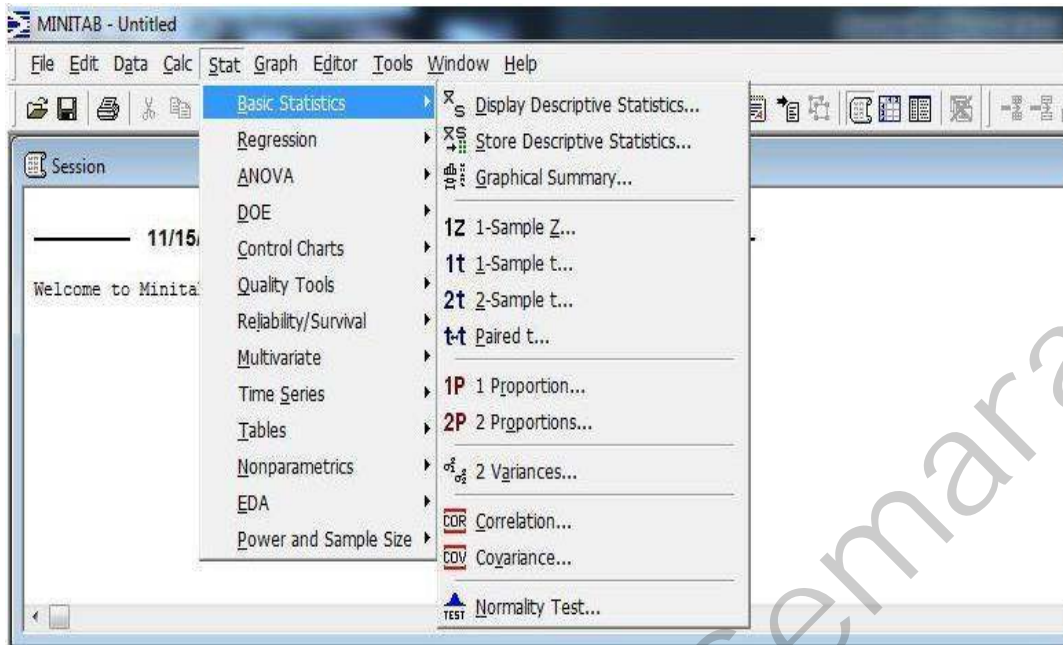 MINITAB - Untitled
File Edit Data Calc Stat Graph Editor Tools Window Help
Session
11/15/
Welcome to Minita
Basic Statistics
Regression
ANOVA
DOE
Control Charts
Quality Tools
Reliability/Survival
Multivariate
Time Series
Tables
Nonparametrics
EDA
Power and Sample Size
X̄s Display Descriptive Statistics...
X̄S Store Descriptive Statistics...
Graphical Summary...
1Z 1-Sample Z...
1t 1-Sample t...
2t 2-Sample t...
t-t Paired t...
1P 1 Proportion...
2P 2 Proportions...
σ²₁σ²₂ 2 Variances...
COR Correlation...
COV Covariance...
TEST Normality Test...
emara